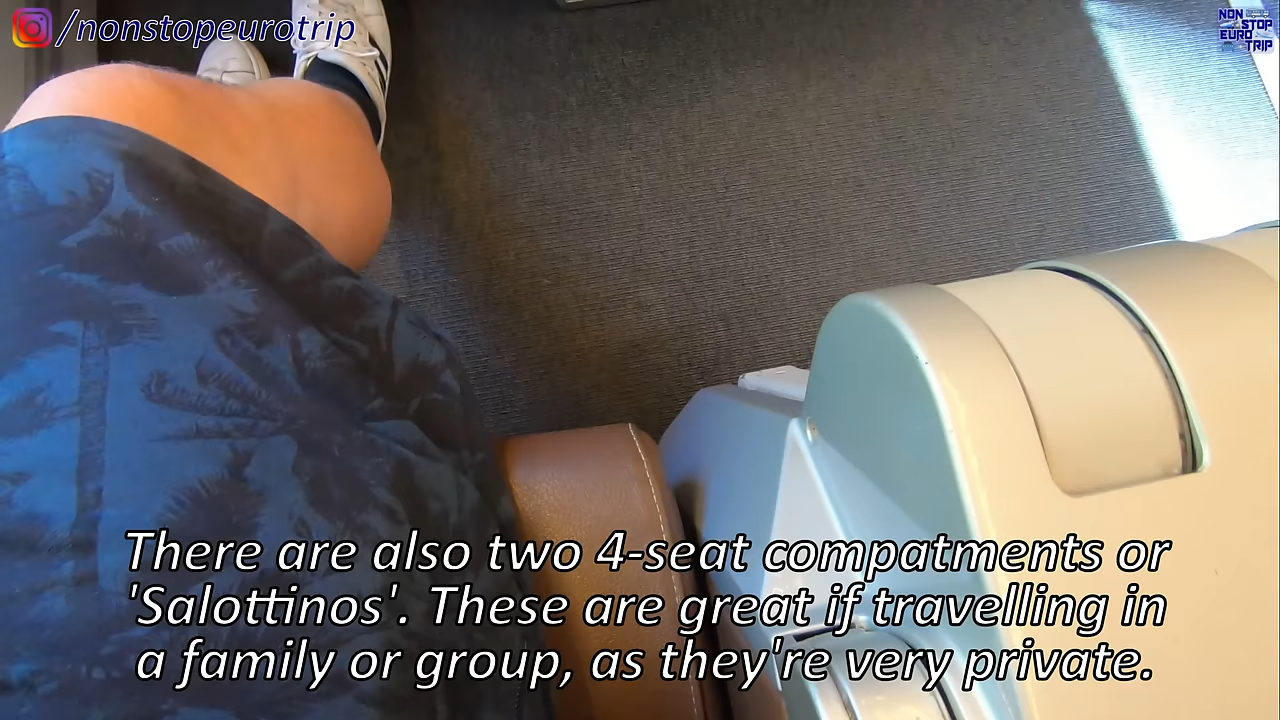 /nonstopeurotrip
NON STOP
EURO TRIP
There are also two 4-seat compatments or
'Salottinos'. These are great if travelling in
a family or group, as they're very private.